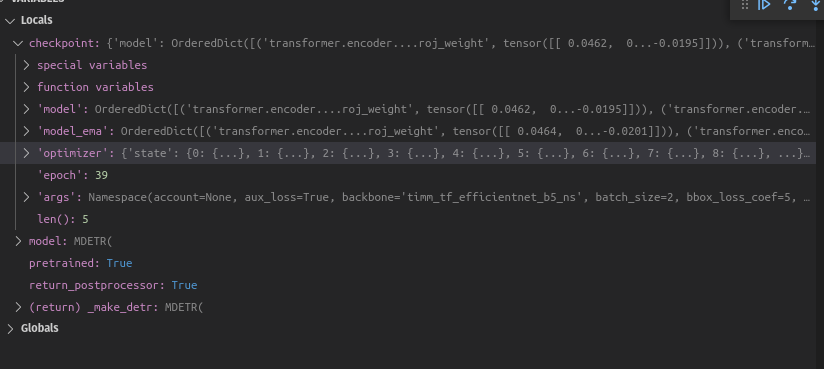 VARIABLES
Locals
checkpoint: {'model': OrderedDict([('transformer.encoder....roj_weight', tensor([[ 0.0462,  0...-0.0195]])), ('transform…
special variables
function variables
'model': OrderedDict([('transformer.encoder....roj_weight', tensor([[ 0.0462,  0...-0.0195]])), ('transformer.encoder.…
'model_ema': OrderedDict([('transformer.encoder....roj_weight', tensor([[ 0.0464,  0...-0.0201]])), ('transformer.enco…
'optimizer': {'state': {0: {...}, 1: {...}, 2: {...}, 3: {...}, 4: {...}, 5: {...}, 6: {...}, 7: {...}, 8: {...}, ...}…
'epoch': 39
'args': Namespace(account=None, aux_loss=True, backbone='timm_tf_efficientnet_b5_ns', batch_size=2, bbox_loss_coef=5, …
len(): 5
model: MDETR(
pretrained: True
return_postprocessor: True
(return) _make_detr: MDETR(
Globals